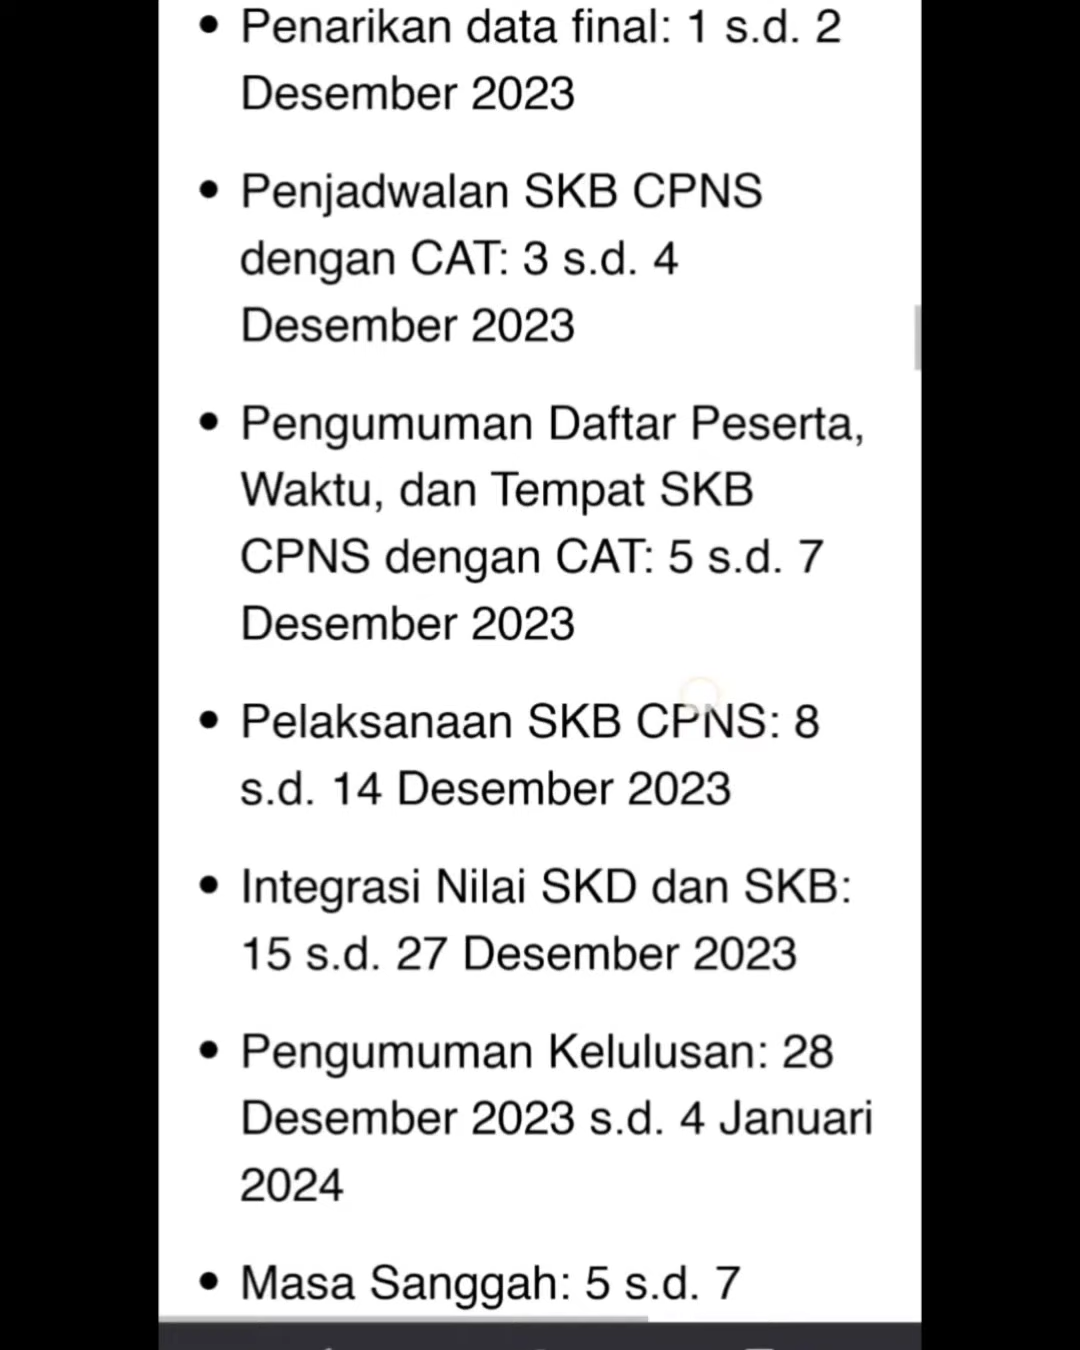 • Penarikan data final: 1 s.d. 2
Desember 2023
• Penjadwalan SKB CPNS
dengan CAT: 3 s.d. 4
Desember 2023
• Pengumuman Daftar Peserta,
Waktu, dan Tempat SKB
CPNS dengan CAT: 5 s.d. 7
Desember 2023
• Pelaksanaan SKB CPNS: 8
s.d. 14 Desember 2023
• Integrasi Nilai SKD dan SKB:
15 s.d. 27 Desember 2023
• Pengumuman Kelulusan: 28
Desember 2023 s.d. 4 Januari
2024
• Masa Sanggah: 5 s.d. 7